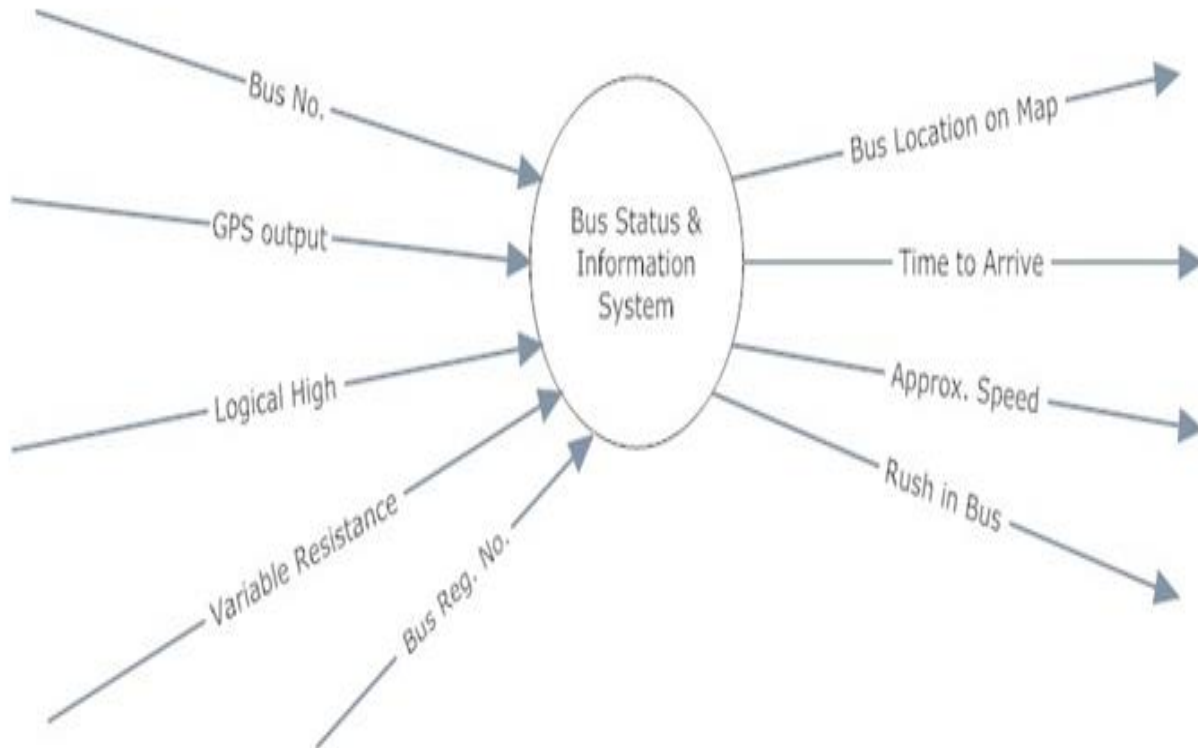 Bus No.
GPS output
Logical High
Variable Resistance
Bus Reg. No.
Bus Status &
Information
System
Bus Location on Map
Time to Arrive
Approx. Speed
Rush in Bus